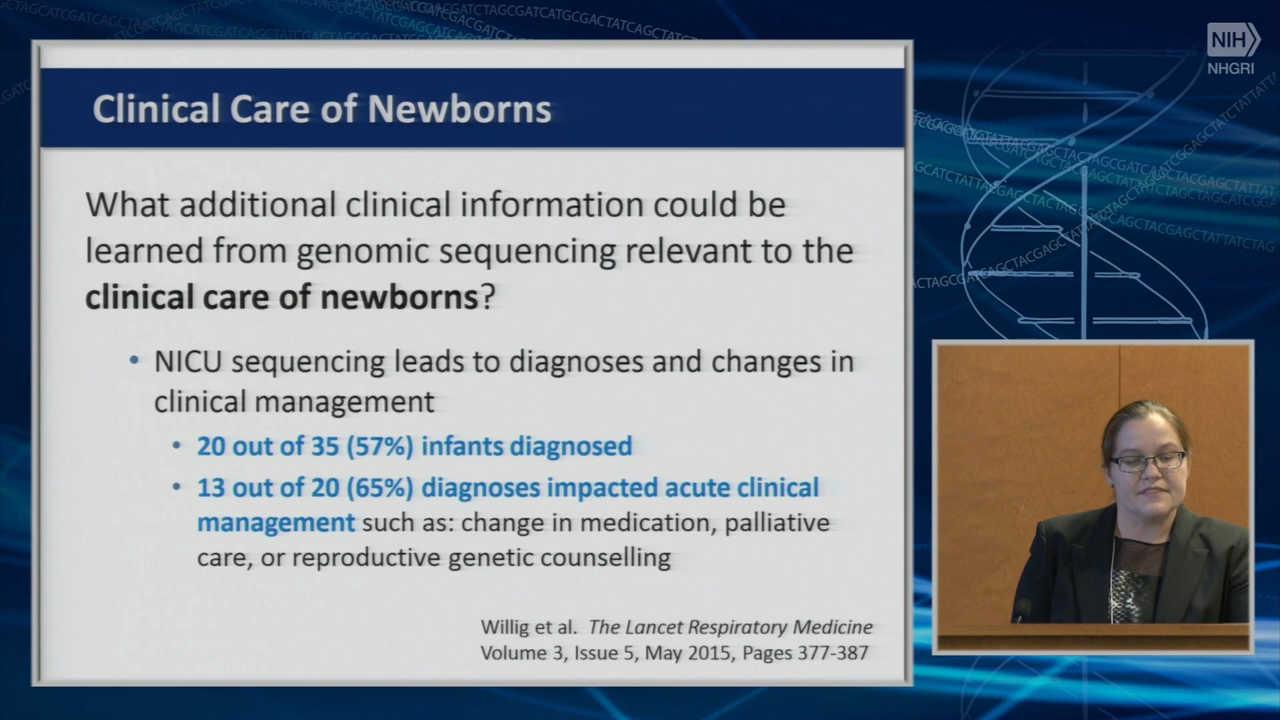 NIH
NHGRI
Clinical Care of Newborns
What additional clinical information could be
learned from genomic sequencing relevant to the
clinical care of newborns?
• NICU sequencing leads to diagnoses and changes in
clinical management
• 20 out of 35 (57%) infants diagnosed
• 13 out of 20 (65%) diagnoses impacted acute clinical
management such as: change in medication, palliative
care, or reproductive genetic counselling
Willig et al. The Lancet Respiratory Medicine
Volume 3, Issue 5, May 2015, Pages 377-387